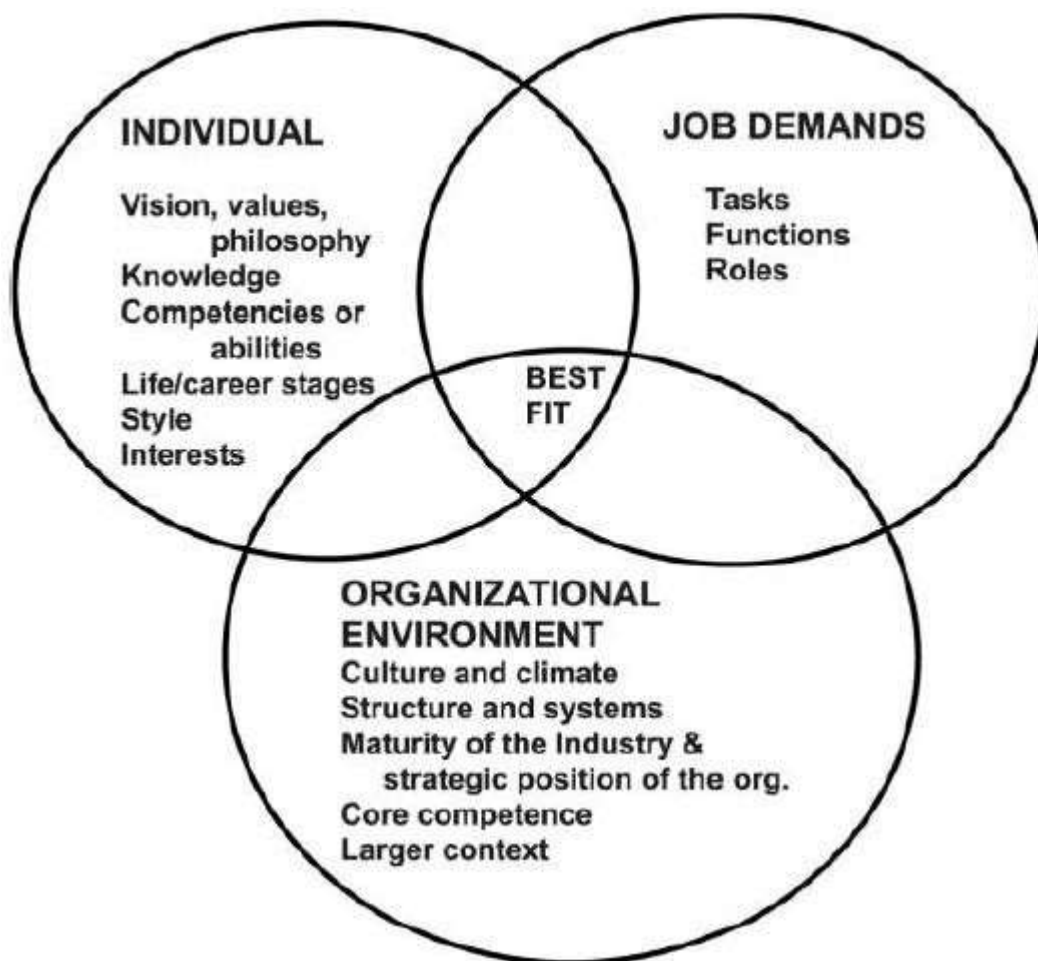 INDIVIDUAL
Vision, values,
philosophy
Knowledge
Competencies or
abilities
Life/career stages
Style
Interests
JOB DEMANDS
Tasks
Functions
Roles
BEST
FIT
ORGANIZATIONAL
ENVIRONMENT
Culture and climate
Structure and systems
Maturity of the Industry &
strategic position of the org.
Core competence
Larger context